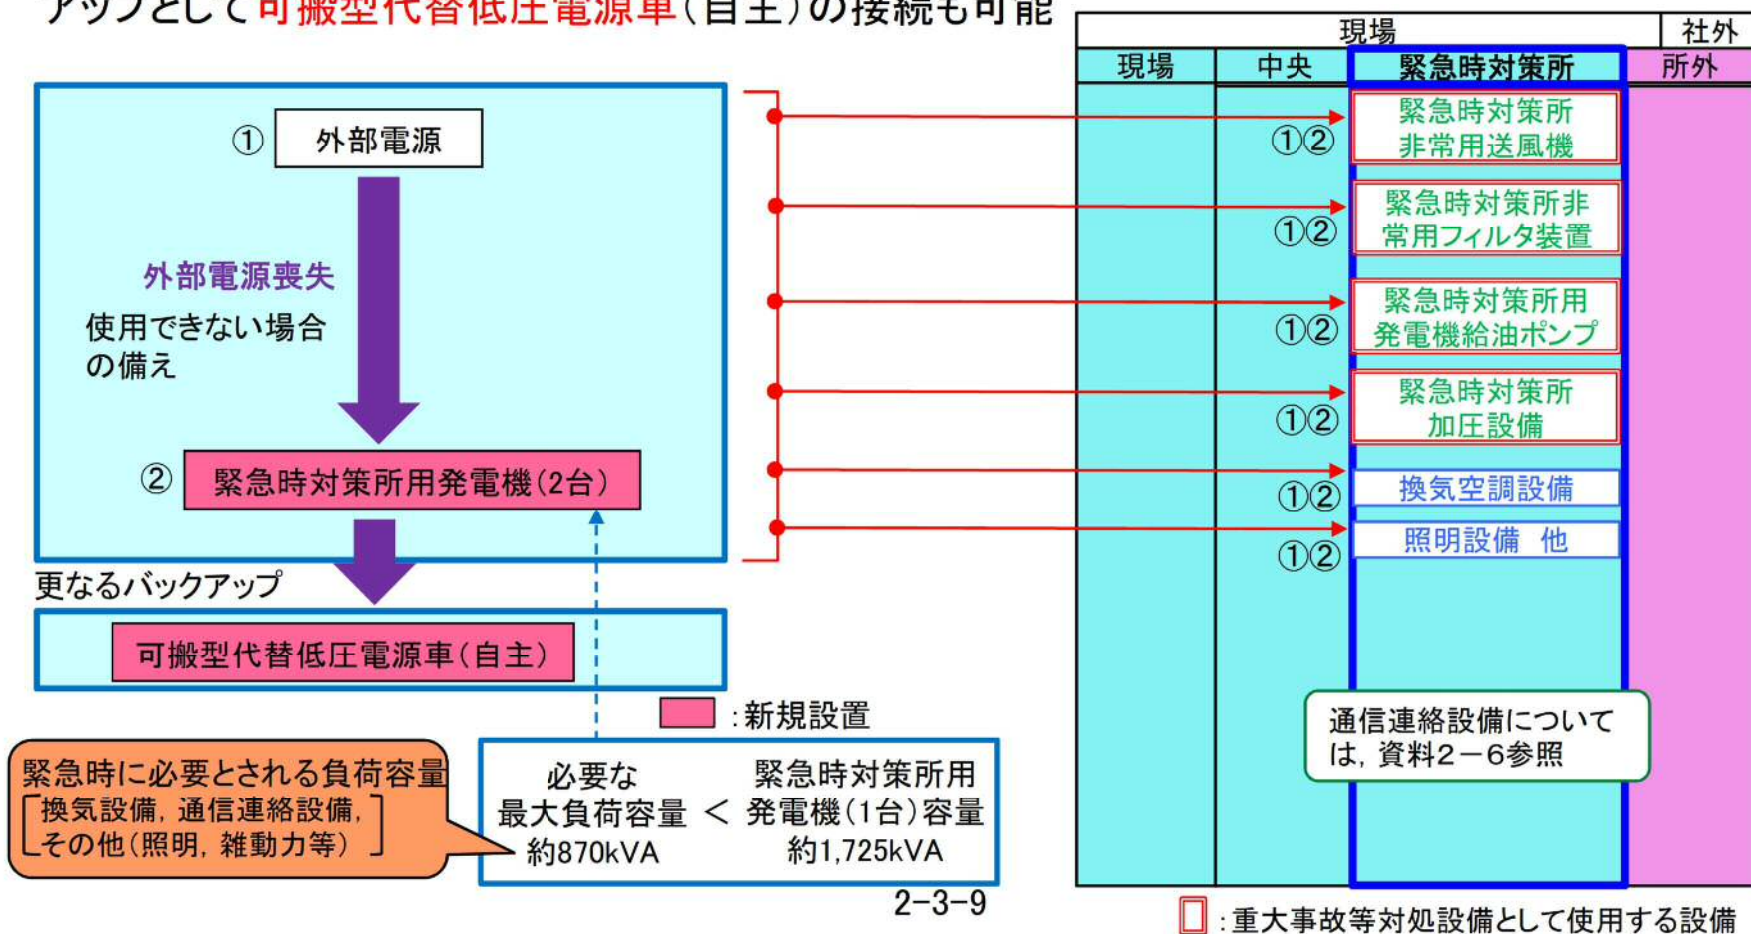 アップとして可搬型代替低圧電源車(自主)の接続も可能
① 外部電源
外部電源喪失
使用できない場合
の備え
② 緊急時対策所用発電機(2台)
更なるバックアップ
可搬型代替低圧電源車(自主)
:新規設置
緊急時に必要とされる負荷容量
換気設備, 通信連絡設備,
その他(照明, 雑動力等)
必要な
最大負荷容量
約870kVA
<
緊急時対策所用
発電機(1台)容量
約1,725kVA
2-3-9
現場 社外
現場 中央 緊急時対策所 所外
①②
緊急時対策所
非常用送風機
①②
緊急時対策所非
常用フィルタ装置
①②
緊急時対策所用
発電機給油ポンプ
①②
緊急時対策所
加圧設備
①②
換気空調設備
①②
照明設備 他
通信連絡設備について
は, 資料2-6参照
:重大事故等対処設備として使用する設備